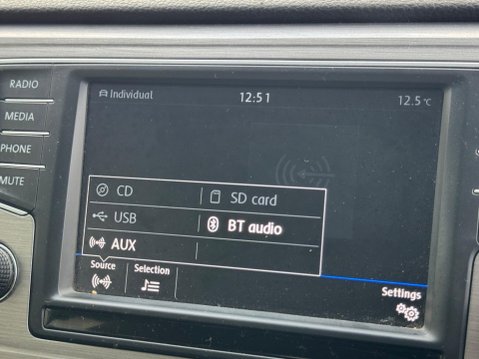 RADIO
MEDIA
PHONE
MUTE
Individual 12:51 12.5 °C
CD SD card
USB BT audio
AUX
Source Selection
Settings